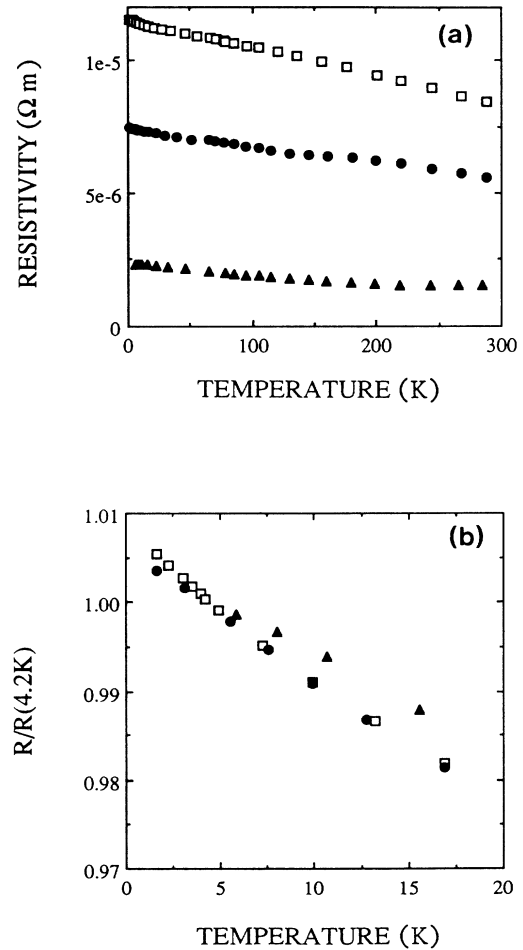 (a)
1e-5
5e-6
0
RESISTIVITY (Ω m)
0 100 200 300
TEMPERATURE (K)
(b)
1.01
1.00
0.99
0.98
0.97
R/R(4.2K)
0 5 10 15 20
TEMPERATURE (K)